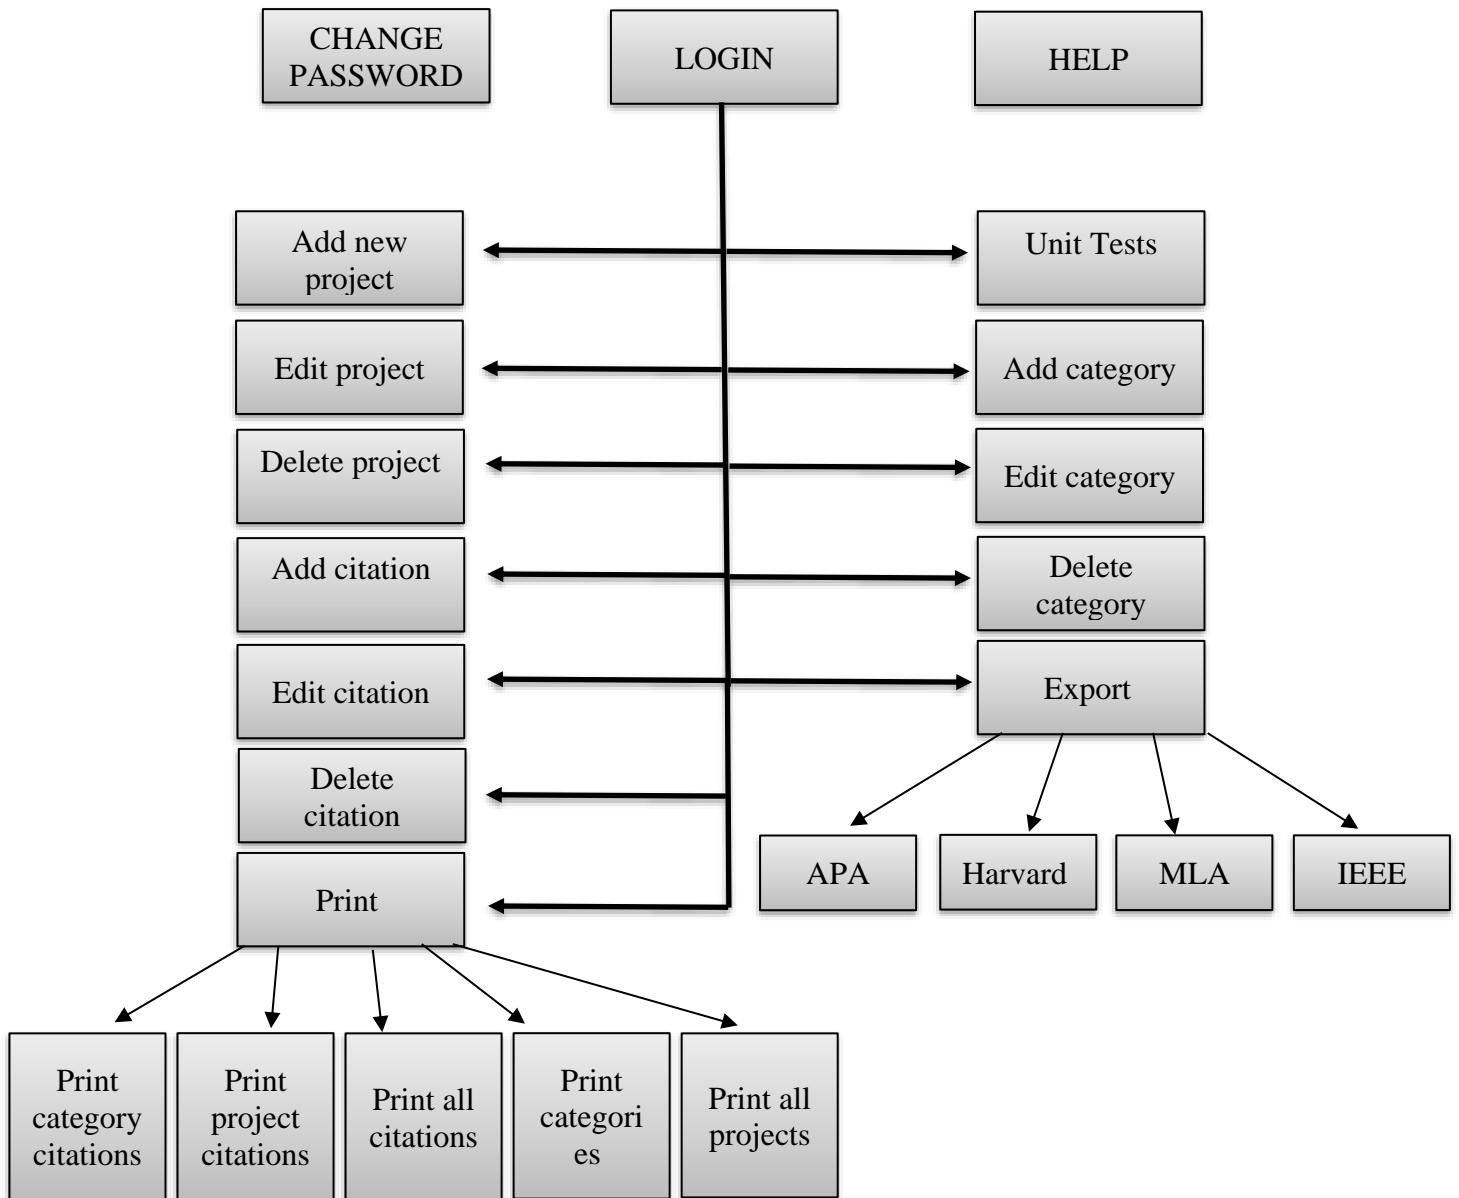 CHANGE
PASSWORD
LOGIN
HELP
Add new
project
Unit Tests
Edit project
Add category
Delete project
Edit category
Add citation
Delete
category
Edit citation
Export
Delete
citation
APA
Harvard
MLA
IEEE
Print
Print
category
citations
Print
project
citations
Print all
citations
Print
categori
es
Print all
projects